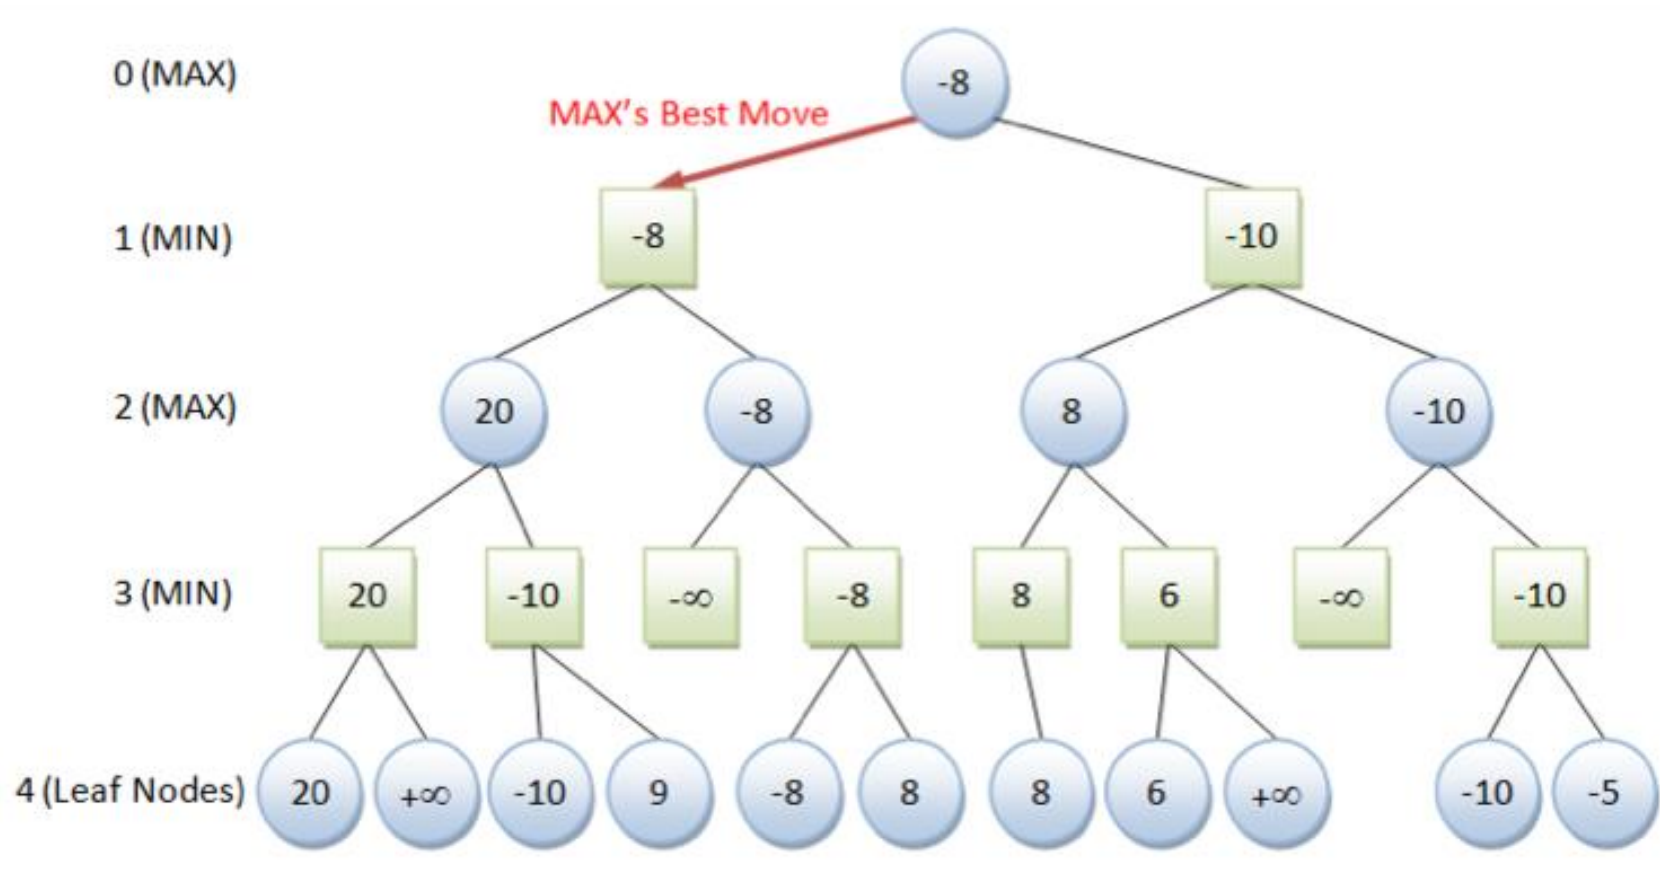 0 (MAX) -8
MAX's Best Move
1 (MIN) -8 -10
2 (MAX) 20 -8 8 -10
3 (MIN) 20 -10 -∞ -8 8 6 -∞ -10
4 (Leaf Nodes) 20 +∞ -10 9 -8 8 8 6 +∞ -10 -5